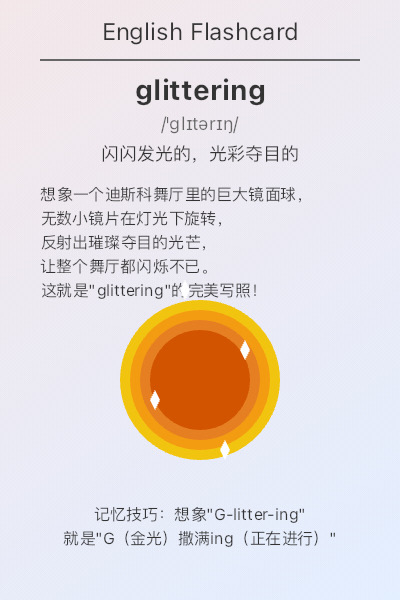 English Flashcard
glittering
/ˈɡlɪtərɪŋ/
闪闪发光的，光彩夺目的
想象一个迪斯科舞厅里的巨大镜面球，
无数小镜片在灯光下旋转，
反射出璀璨夺目的光芒，
让整个舞厅都闪烁不已。
这就是"glittering"的完美写照！
记忆技巧：想象"G-litter-ing"
就是"G（金光）撒满ing（正在进行）"